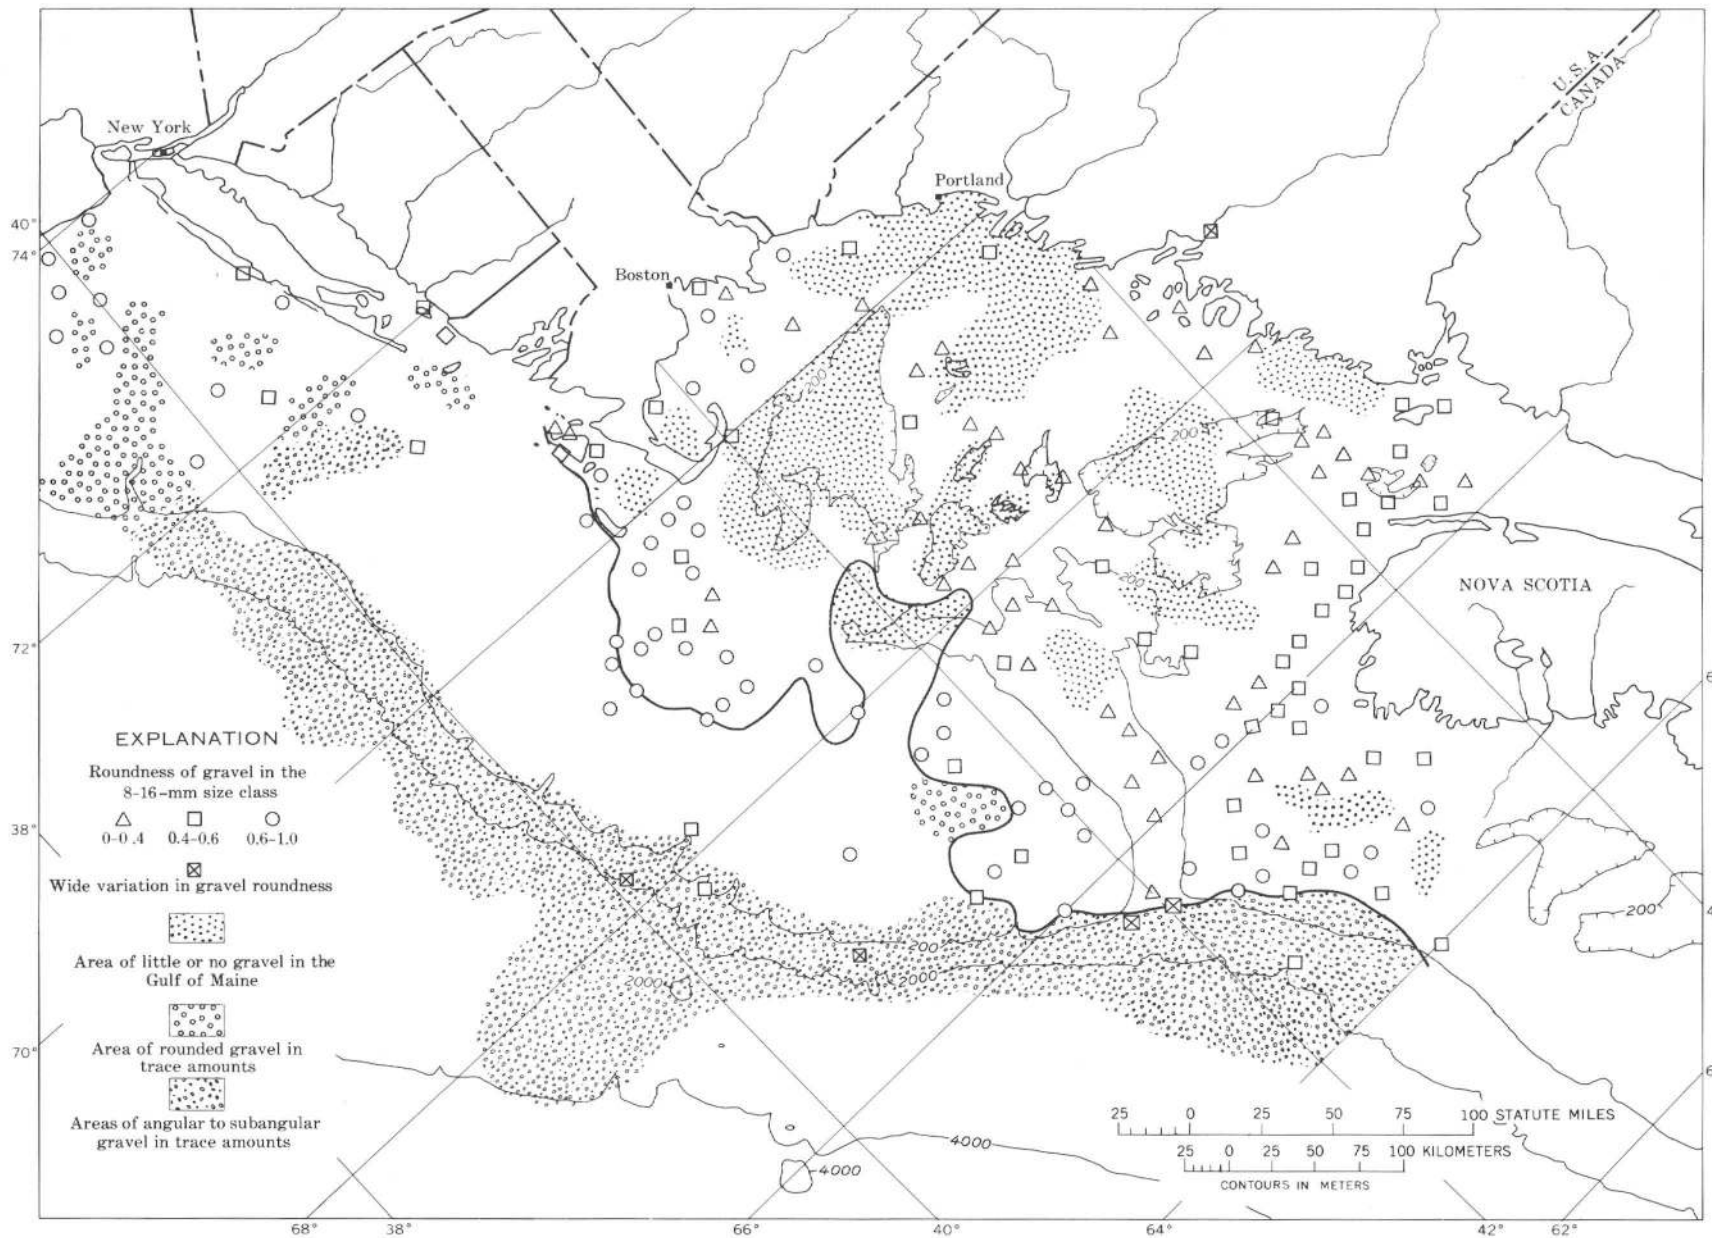 U.S.A.
CANADA
New York
Portland
40°
74°
Boston
200
200
200
NOVA SCOTIA
72°
6
EXPLANATION
Roundness of gravel in the
8-16-mm size class
0-0.4 0.4-0.6 0.6-1.0
38°
Wide variation in gravel roundness
200
4
Area of little or no gravel in the
Gulf of Maine
200
2000
2000
Area of rounded gravel in
trace amounts
70°
6
Areas of angular to subangular
gravel in trace amounts
25 0 25 50 75 100 STATUTE MILES
25 0 25 50 75 100 KILOMETERS
CONTOURS IN METERS
4000
4000
68° 38° 66° 40° 64° 42° 62°